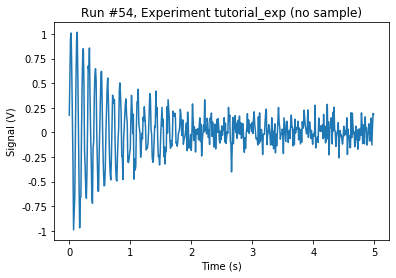 Run #54, Experiment tutorial_exp (no sample)
Signal (V)
1
0.75
0.5
0.25
0
-0.25
-0.5
-0.75
-1
0 1 2 3 4 5
Time (s)